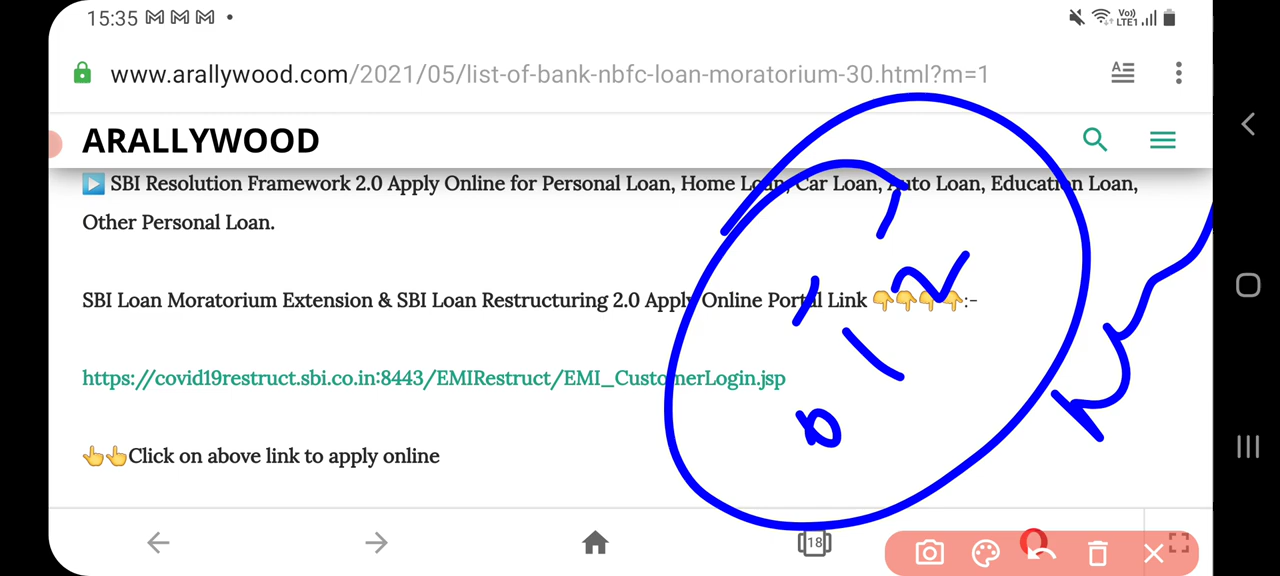 15:35
Vo)) LTE1
www.arallywood.com/2021/05/list-of-bank-nbfc-loan-moratorium-30.html?m=1
ARALLYWOOD
▶️ SBI Resolution Framework 2.0 Apply Online for Personal Loan, Home Loan, Car Loan, Auto Loan, Education Loan,
Other Personal Loan.
SBI Loan Moratorium Extension & SBI Loan Restructuring 2.0 Apply Online Portal Link 👇👇👇👇:-
https://covid19restruct.sbi.co.in:8443/EMIRestruct/EMI_CustomerLogin.jsp
👆👆Click on above link to apply online
18